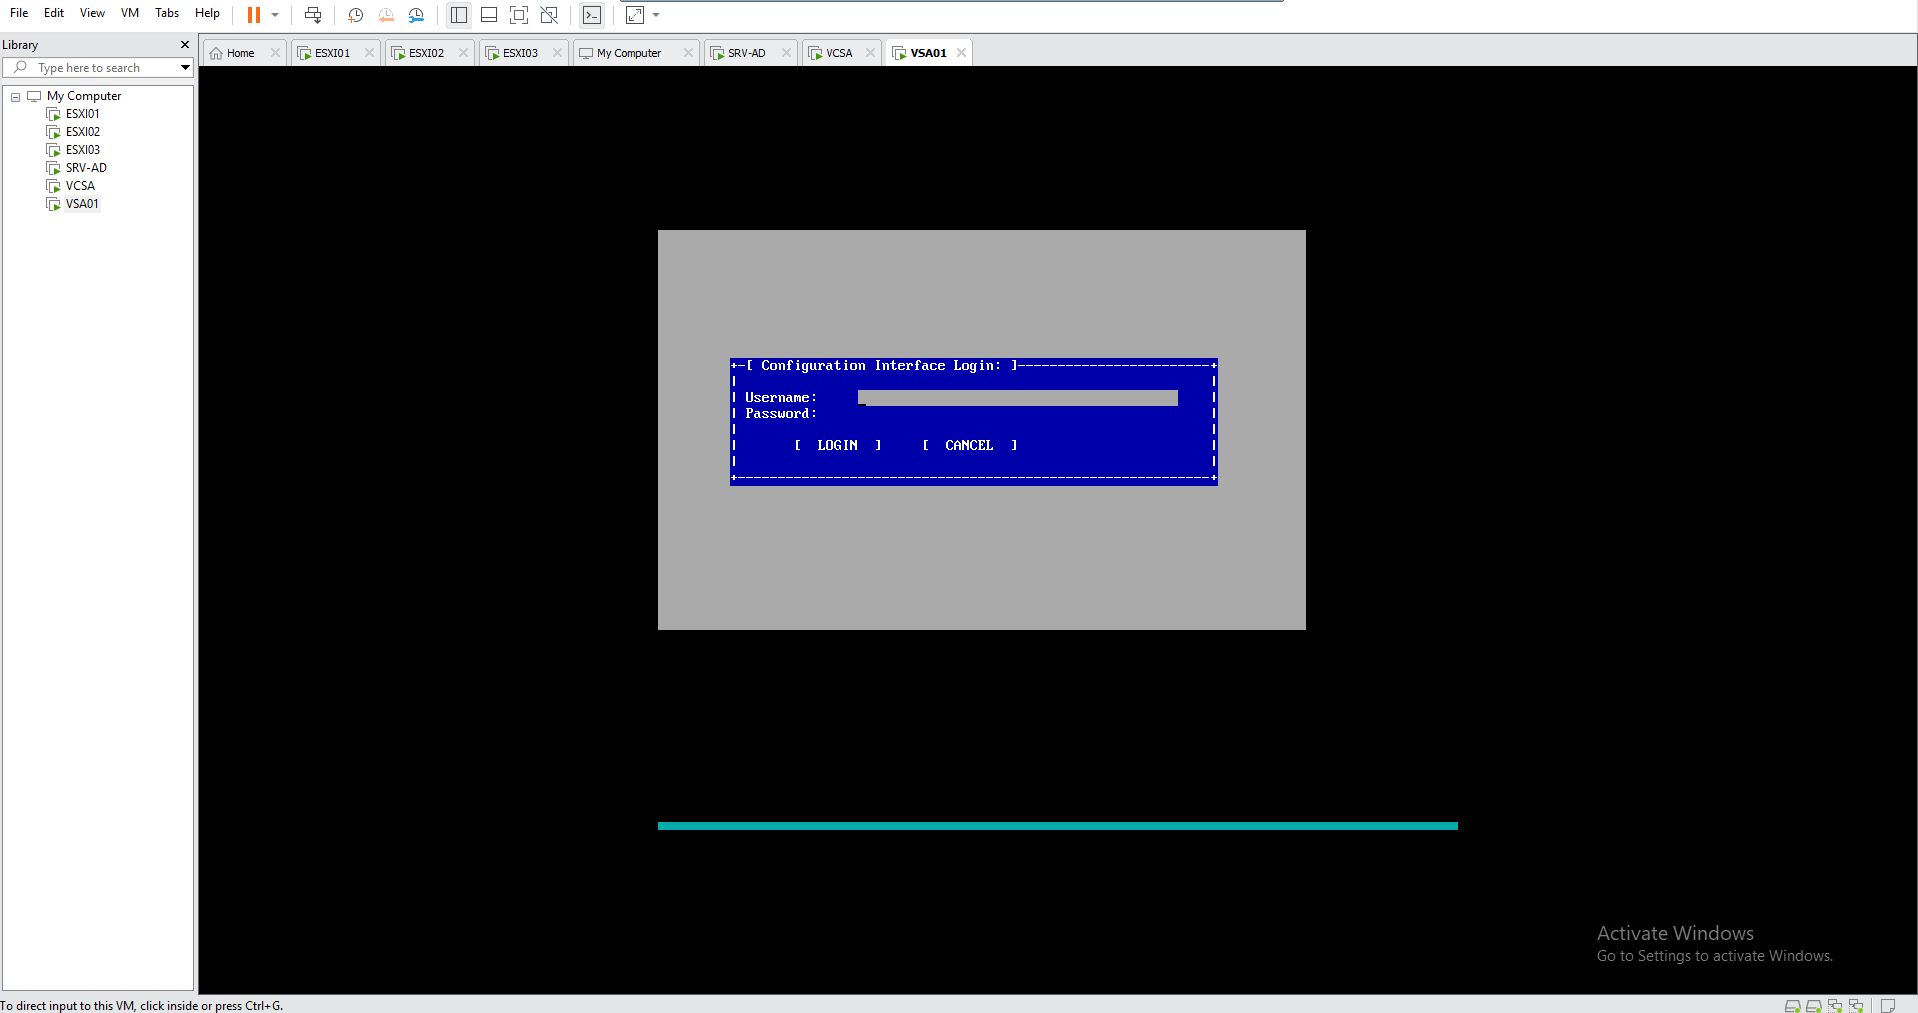 File Edit View VM Tabs Help
Library
Type here to search
My Computer
ESXI01
ESXI02
ESXI03
SRV-AD
VCSA
VSA01
Home ESXI01 ESXI02 ESXI03 My Computer SRV-AD VCSA VSA01
[ Configuration Interface Login: ]
Username:
Password:
[ LOGIN ] [ CANCEL ]
Activate Windows
Go to Settings to activate Windows.
To direct input to this VM, click inside or press Ctrl+G.